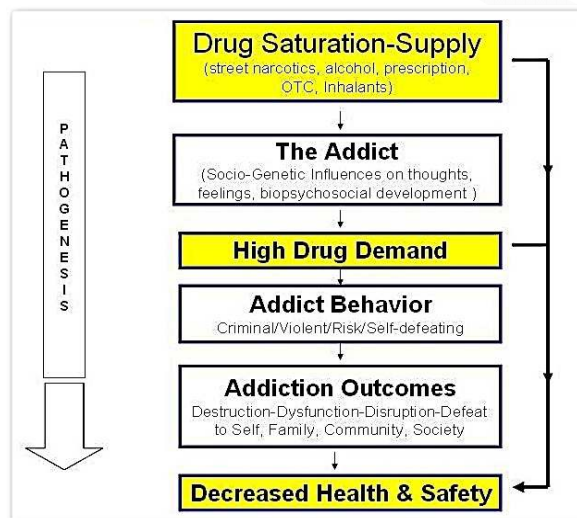 Drug Saturation-Supply
(street narcotics, alcohol, prescription,
OTC, Inhalants)
PATHOGENESIS
The Addict
(Socio-Genetic Influences on thoughts,
feelings, biopsychosocial development )
High Drug Demand
Addict Behavior
Criminal/Violent/Risk/Self-defeating
Addiction Outcomes
Destruction-Dysfunction-Disruption-Defeat
to Self, Family, Community, Society
Decreased Health & Safety